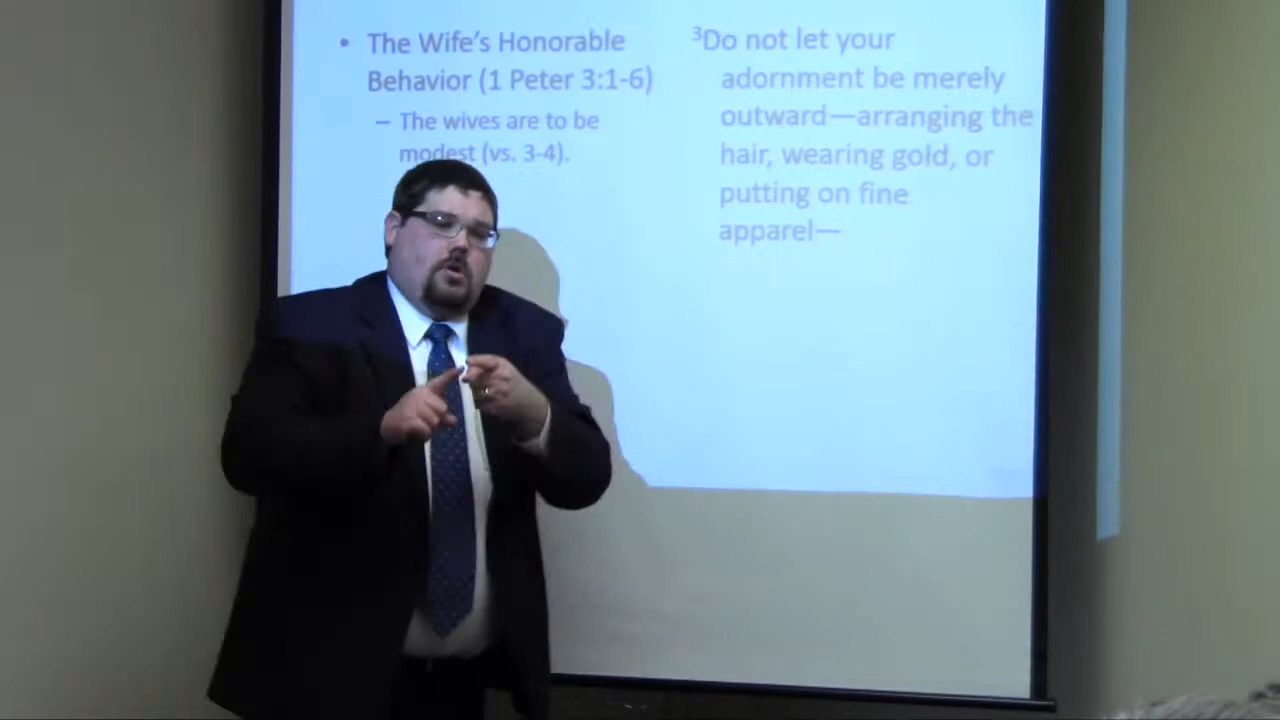 • The Wife's Honorable
Behavior (1 Peter 3:1-6)
– The wives are to be
modest (vs. 3-4).
³Do not let your
adornment be merely
outward—arranging the
hair, wearing gold, or
putting on fine
apparel—